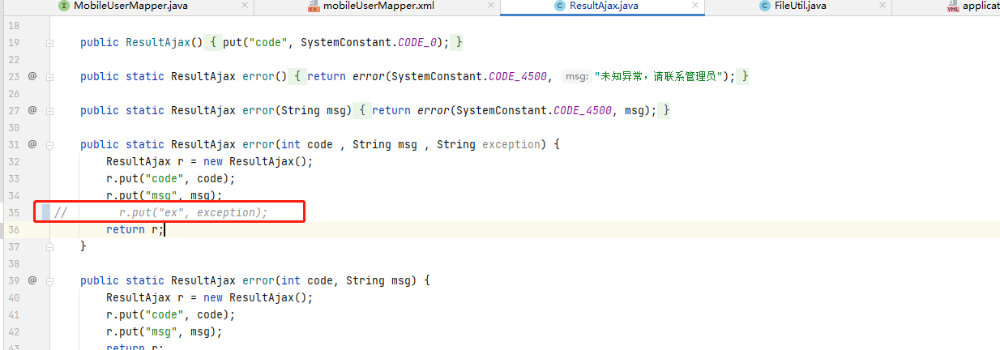 MobileUserMapper.java mobileUserMapper.xml ResultAjax.java FileUtil.java applicat
18
19 public ResultAjax() { put("code", SystemConstant.CODE_0); }
22
23 @ public static ResultAjax error() { return error(SystemConstant.CODE_4500, msg: "未知异常，请联系管理员"); }
26
27 @ public static ResultAjax error(String msg) { return error(SystemConstant.CODE_4500, msg); }
30
31 @ public static ResultAjax error(int code , String msg , String exception) {
32 ResultAjax r = new ResultAjax();
33 r.put("code", code);
34 r.put("msg", msg);
35 // r.put("ex", exception);
36 return r;
37 }
38
39 @ public static ResultAjax error(int code, String msg) {
40 ResultAjax r = new ResultAjax();
41 r.put("code", code);
42 r.put("msg", msg);
43 return r;